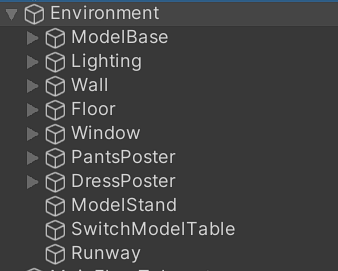 Environment
ModelBase
Lighting
Wall
Floor
Window
PantsPoster
DressPoster
ModelStand
SwitchModelTable
Runway